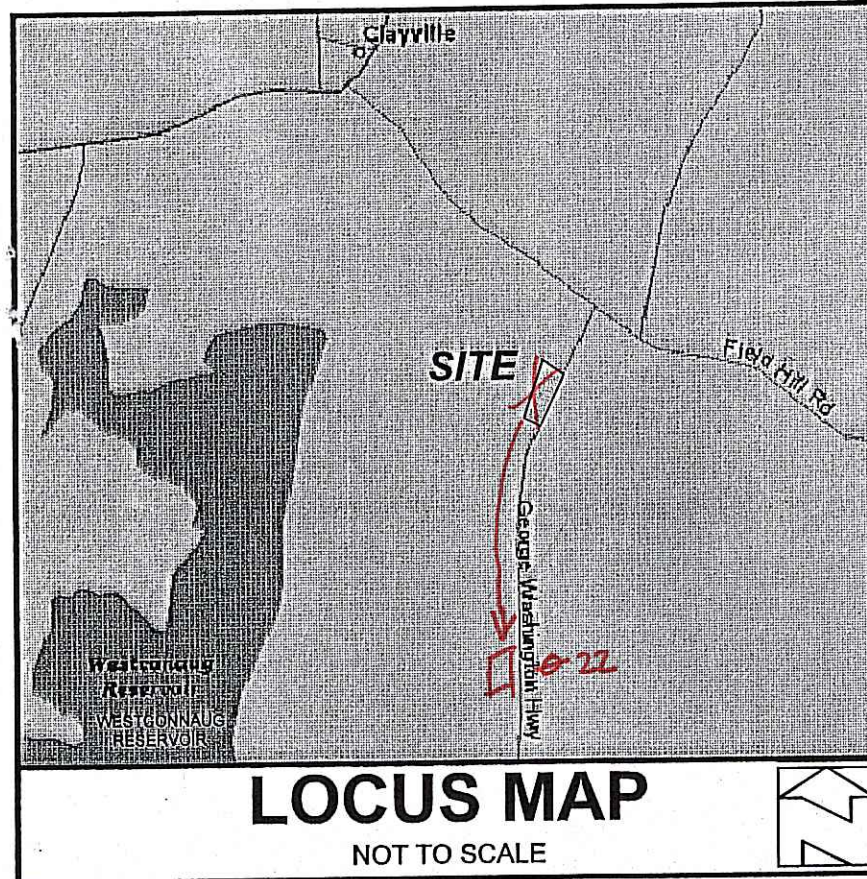 Clayville
SITE
Field Hill Rd
George Washington Hwy
22
Westconnaug
Reservoir
WESTCONNAUG
RESERVOIR
LOCUS MAP
NOT TO SCALE